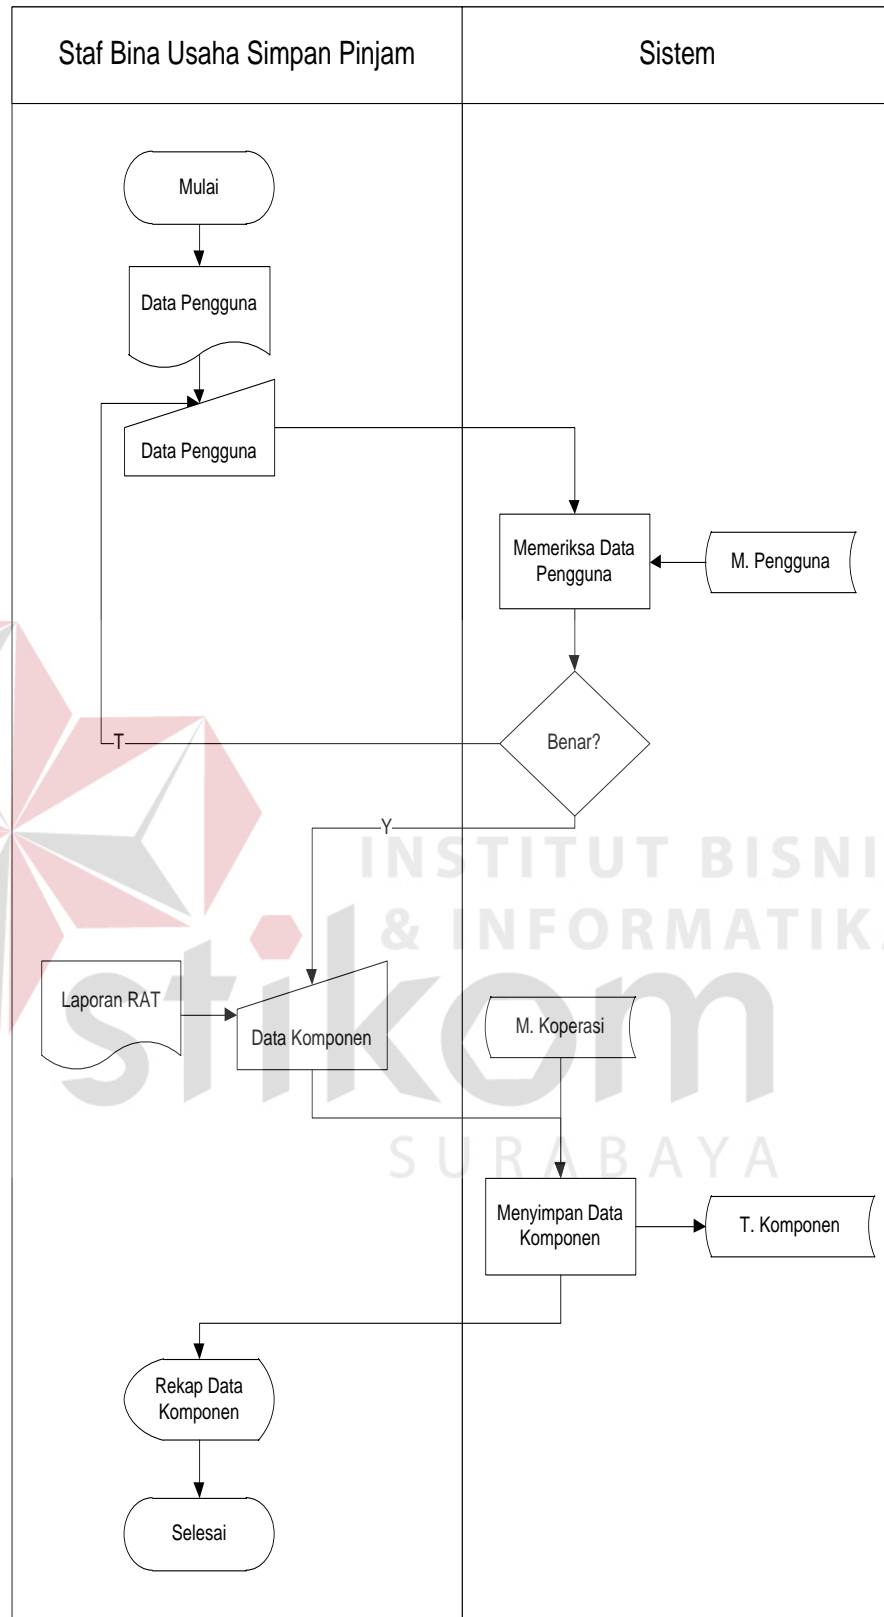 Staf Bina Usaha Simpan Pinjam
Sistem
Mulai
Data Pengguna
Data Pengguna
Memeriksa Data
Pengguna
M. Pengguna
Benar?
T
Y
INSTITUT BISNI
& INFORMATIKA
stikom
SURABAYA
Laporan RAT
Data Komponen
M. Koperasi
Menyimpan Data
Komponen
T. Komponen
Rekap Data
Komponen
Selesai